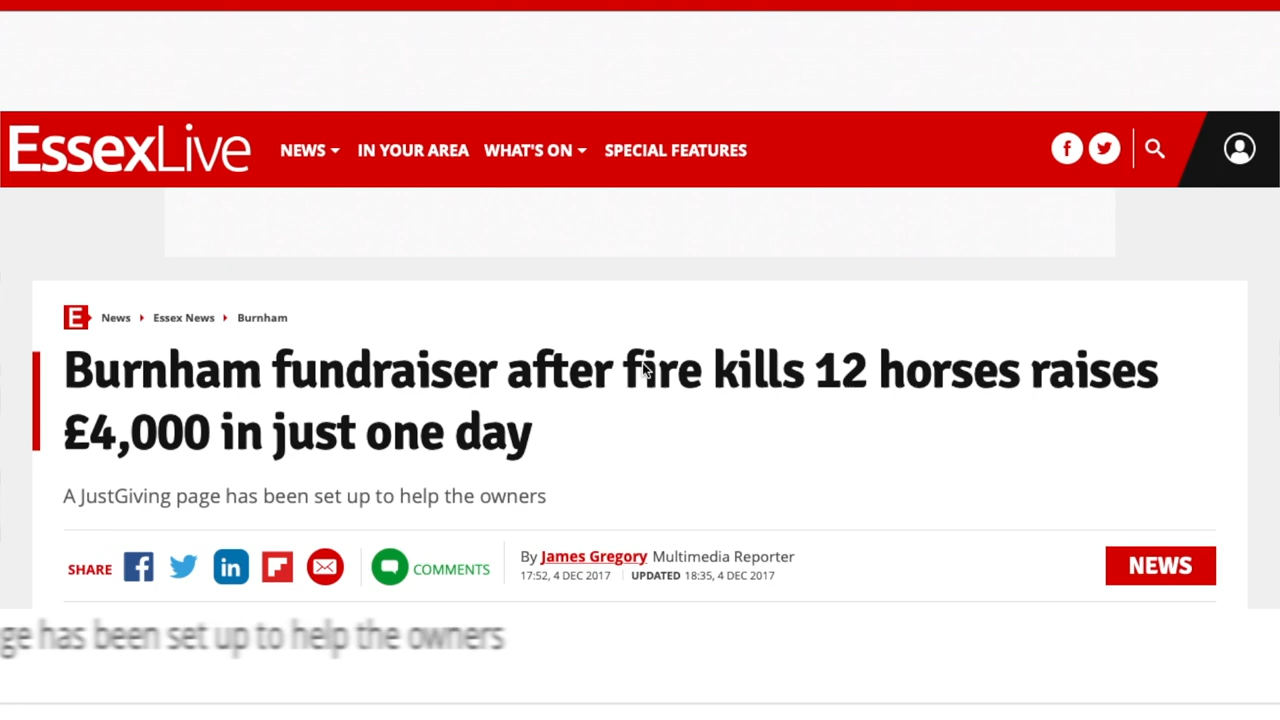 EssexLive NEWS IN YOUR AREA WHAT'S ON SPECIAL FEATURES
E News Essex News Burnham
Burnham fundraiser after fire kills 12 horses raises
£4,000 in just one day
A JustGiving page has been set up to help the owners
SHARE COMMENTS By James Gregory Multimedia Reporter NEWS
17:52, 4 DEC 2017 UPDATED 18:35, 4 DEC 2017
ge has been set up to help the owners